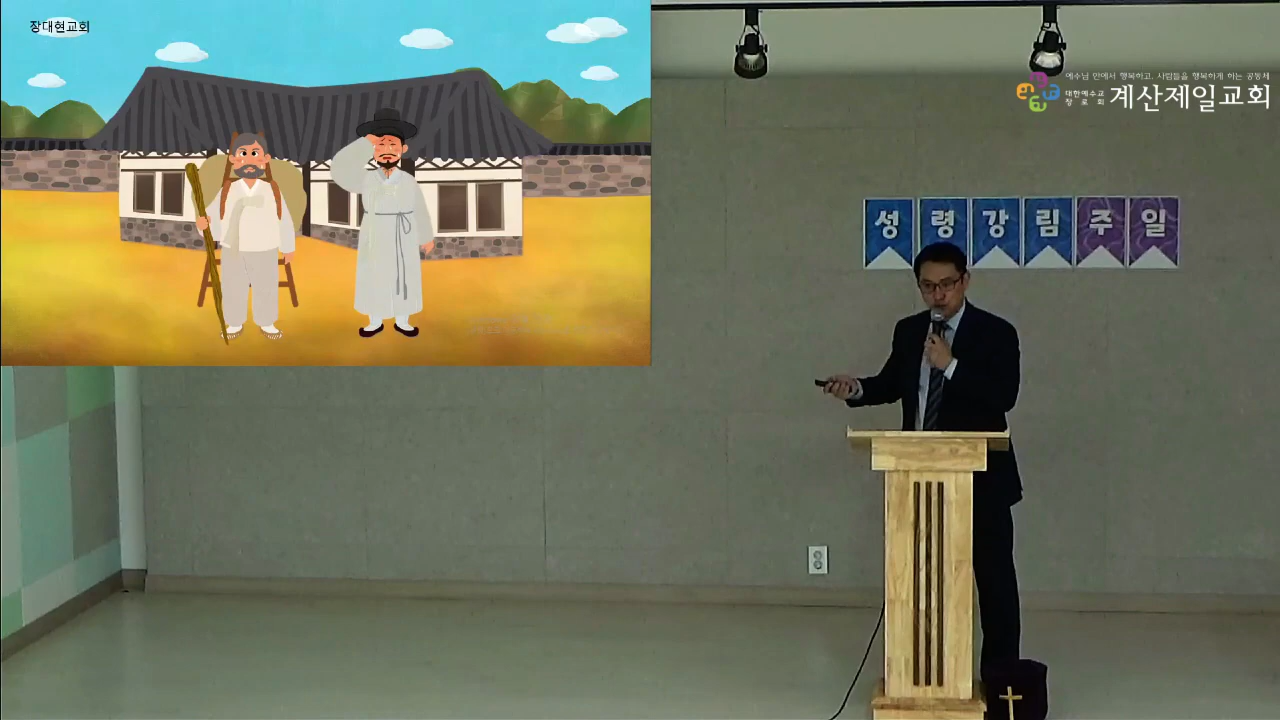 장대현교회
예수님 안에서 행복하고, 사람들을 행복하게 하는 공동체
대한예수교
장로회
계산제일교회
성령강림주일